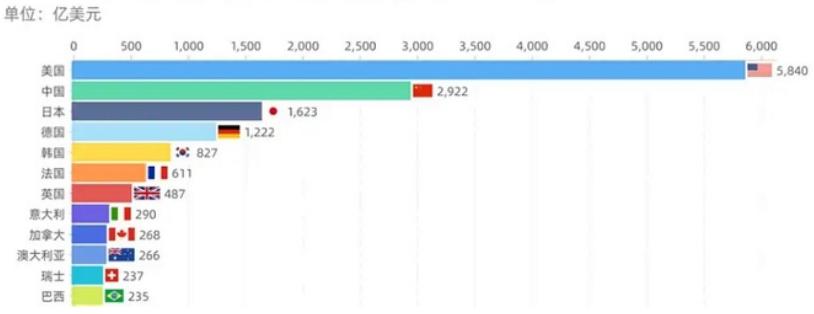 单位：亿美元
0 500 1,000 1,500 2,000 2,500 3,000 3,500 4,000 4,500 5,000 5,500 6,000
美国 5,840
中国 2,922
日本 1,623
德国 1,222
韩国 827
法国 611
英国 487
意大利 290
加拿大 268
澳大利亚 266
瑞士 237
巴西 235